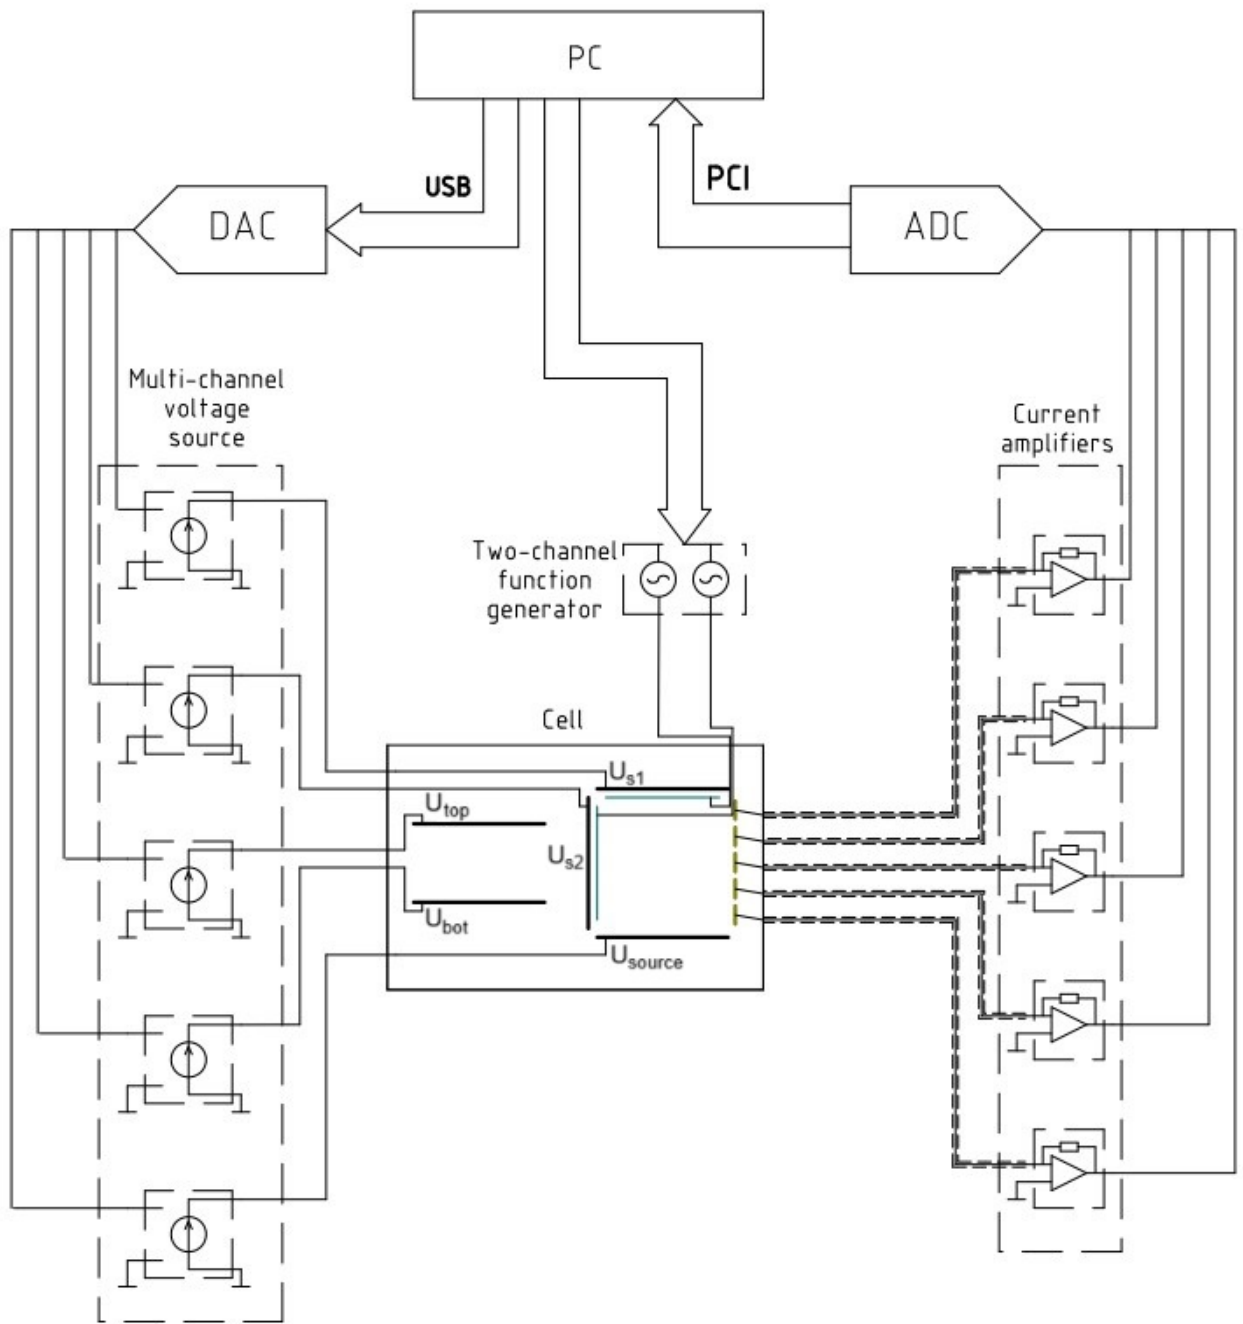 PC
USB
PCI
DAC
ADC
Multi-channel
voltage
source
Current
amplifiers
Two-channel
function
generator
Cell
Us1
Utop
Us2
Ubot
Usource